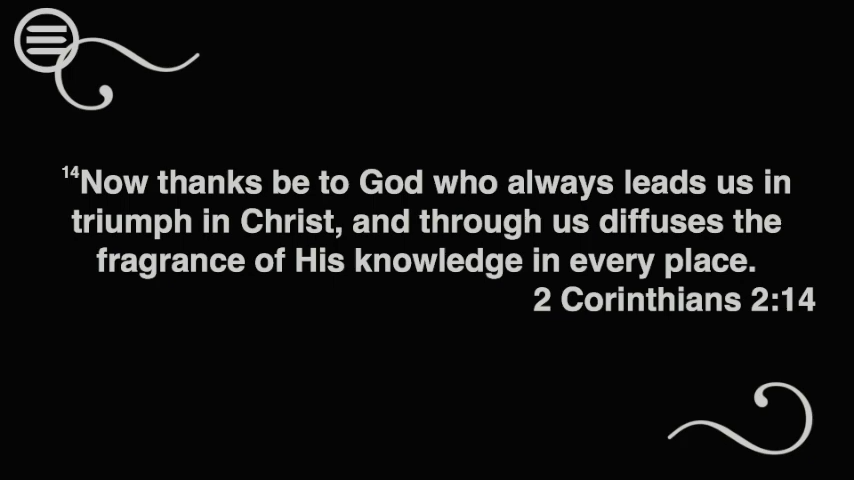 14Now thanks be to God who always leads us in
triumph in Christ, and through us diffuses the
fragrance of His knowledge in every place.
2 Corinthians 2:14